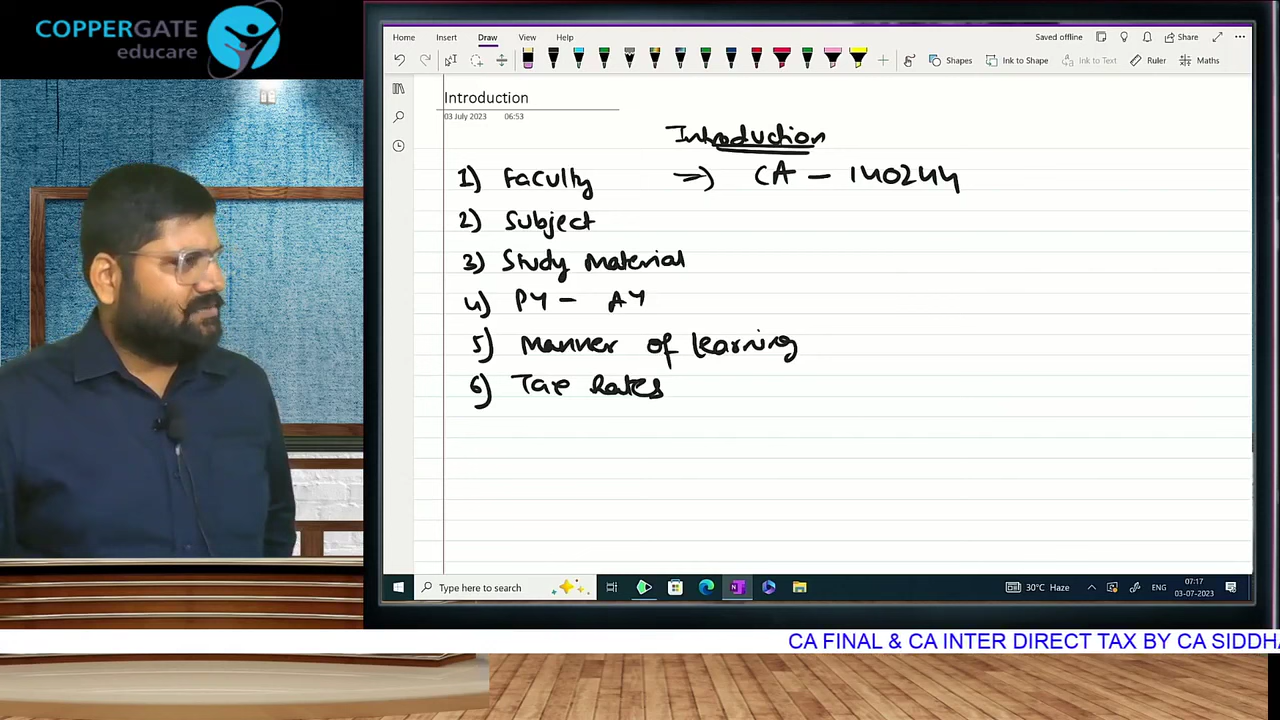 COPPERGATE
educare
Home Insert Draw View Help
Saved offline Share
Shapes Ink to Shape Ink to Text Ruler Maths
Introduction
03 July 2023 06:53
Introduction
1) Faculty => CA - 140244
2) Subject
3) Study Material
4) PY - AY
5) Manner of learning
6) Tax Rates
Type here to search
30°C Haze ENG 07:17
03-07-2023
CA FINAL & CA INTER DIRECT TAX BY CA SIDDHA